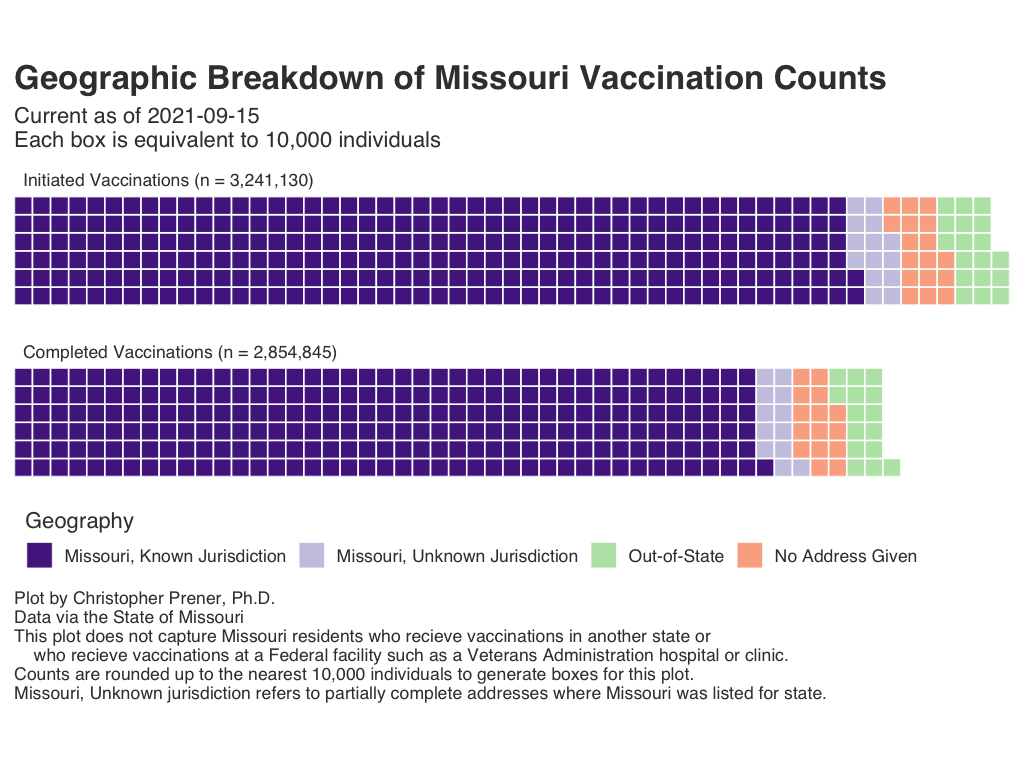 Geographic Breakdown of Missouri Vaccination Counts
Current as of 2021-09-15
Each box is equivalent to 10,000 individuals
Initiated Vaccinations (n = 3,241,130)
Completed Vaccinations (n = 2,854,845)
Geography
Missouri, Known Jurisdiction
Missouri, Unknown Jurisdiction
Out-of-State
No Address Given
Plot by Christopher Prener, Ph.D.
Data via the State of Missouri
This plot does not capture Missouri residents who recieve vaccinations in another state or
who recieve vaccinations at a Federal facility such as a Veterans Administration hospital or clinic.
Counts are rounded up to the nearest 10,000 individuals to generate boxes for this plot.
Missouri, Unknown jurisdiction refers to partially complete addresses where Missouri was listed for state.